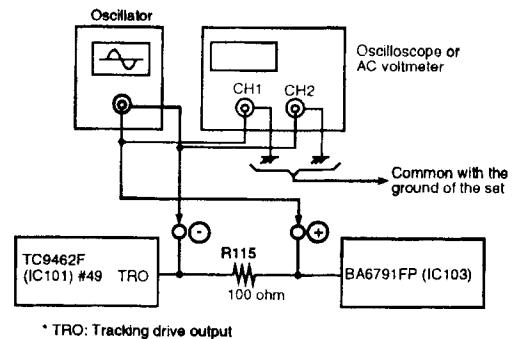 Oscillator
Oscilloscope or
AC voltmeter
CH1
CH2
Common with the
ground of the set
-
+
R115
TC9462F
(IC101) #49 TRO
100 ohm
BA6791FP (IC103)
* TRO: Tracking drive output